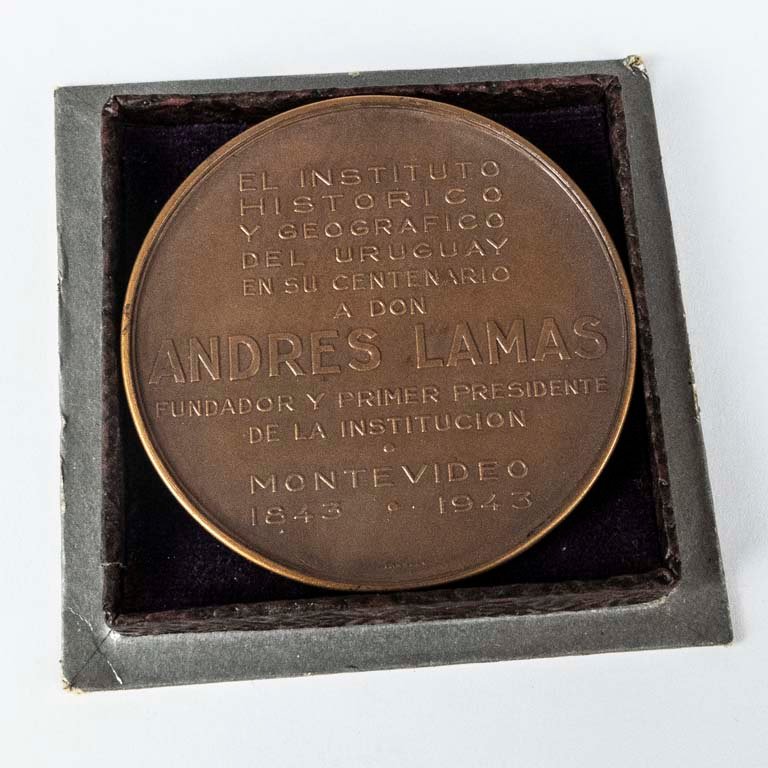 EL INSTITUTO
HISTORICO
Y GEOGRAFICO
DEL URUGUAY
EN SU CENTENARIO
A DON
ANDRES LAMAS
FUNDADOR Y PRIMER PRESIDENTE
DE LA INSTITUCION
MONTEVIDEO
1843 1943